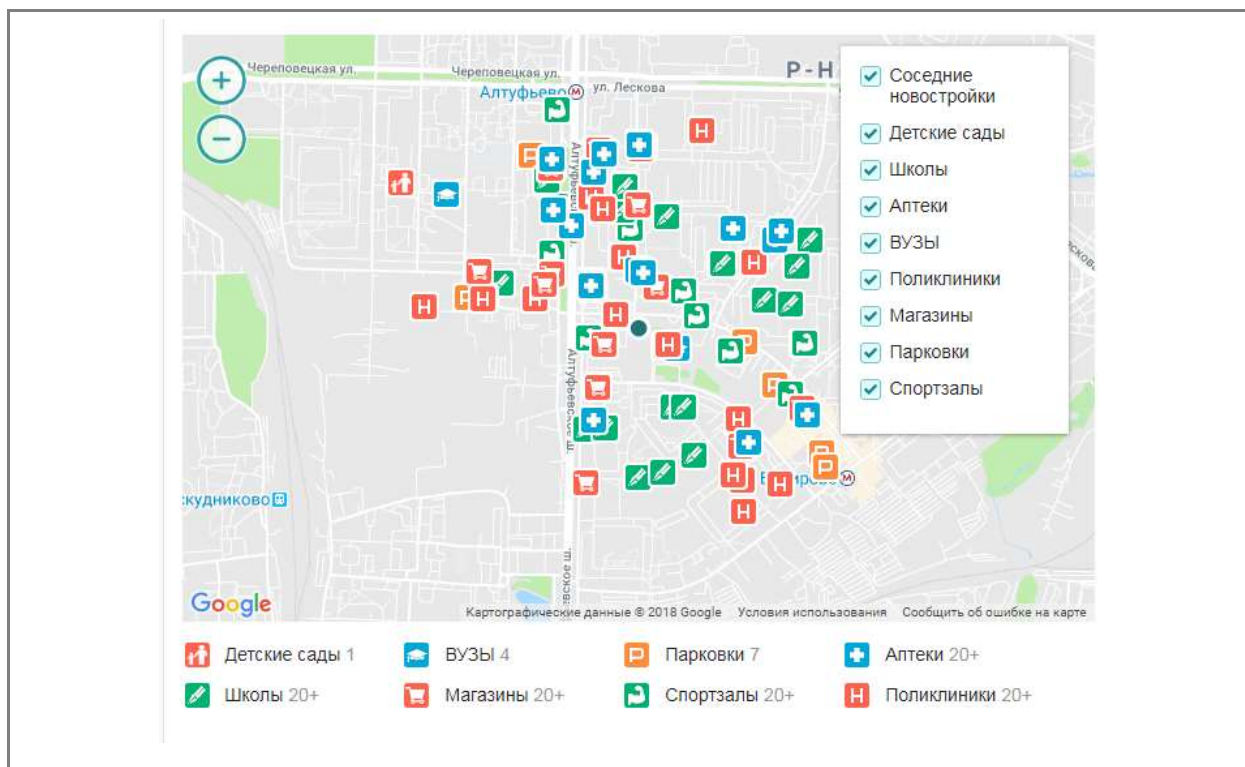 Череповецкая ул.
Череповецкая ул.
Р-Н
Алтуфьево
М
ул. Лескова
Соседние
новостройки
Детские сады
Школы
Аптеки
ВУЗЫ
Поликлиники
Магазины
Парковки
Спортзалы
Алтуфьевское ш.
скудниково
М
евское ш.
Google
Картографические данные © 2018 Google
Условия использования
Сообщить об ошибке на карте
Детские сады 1
ВУЗЫ 4
Парковки 7
Аптеки 20+
Школы 20+
Магазины 20+
Спортзалы 20+
Поликлиники 20+